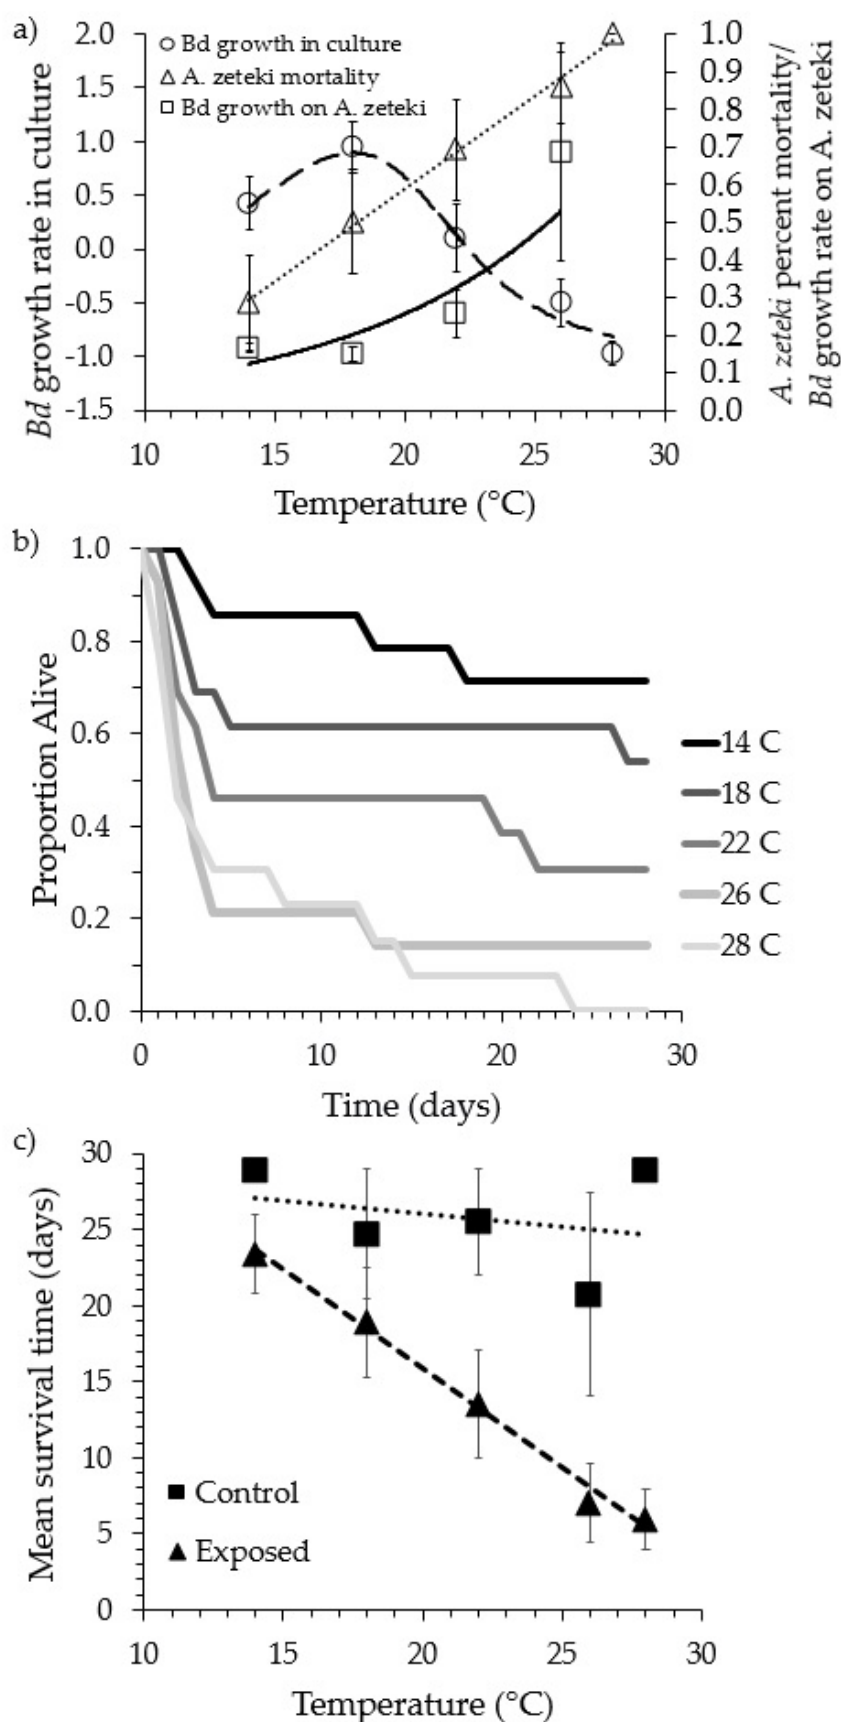 a)
2.0
1.5
1.0
0.5
0.0
-0.5
-1.0
-1.5
Bd growth rate in culture
Bd growth in culture
A. zeteki mortality
Bd growth on A. zeteki
1.0
0.9
0.8
0.7
0.6
0.5
0.4
0.3
0.2
0.1
0.0
A. zeteki percent mortality/
Bd growth rate on A. zeteki
10 15 20 25 30
Temperature (°C)
b)
1.0
0.8
0.6
0.4
0.2
0.0
Proportion Alive
14 C
18 C
22 C
26 C
28 C
0 10 20 30
Time (days)
c)
30
25
20
15
10
5
0
Mean survival time (days)
Control
Exposed
10 15 20 25 30
Temperature (°C)